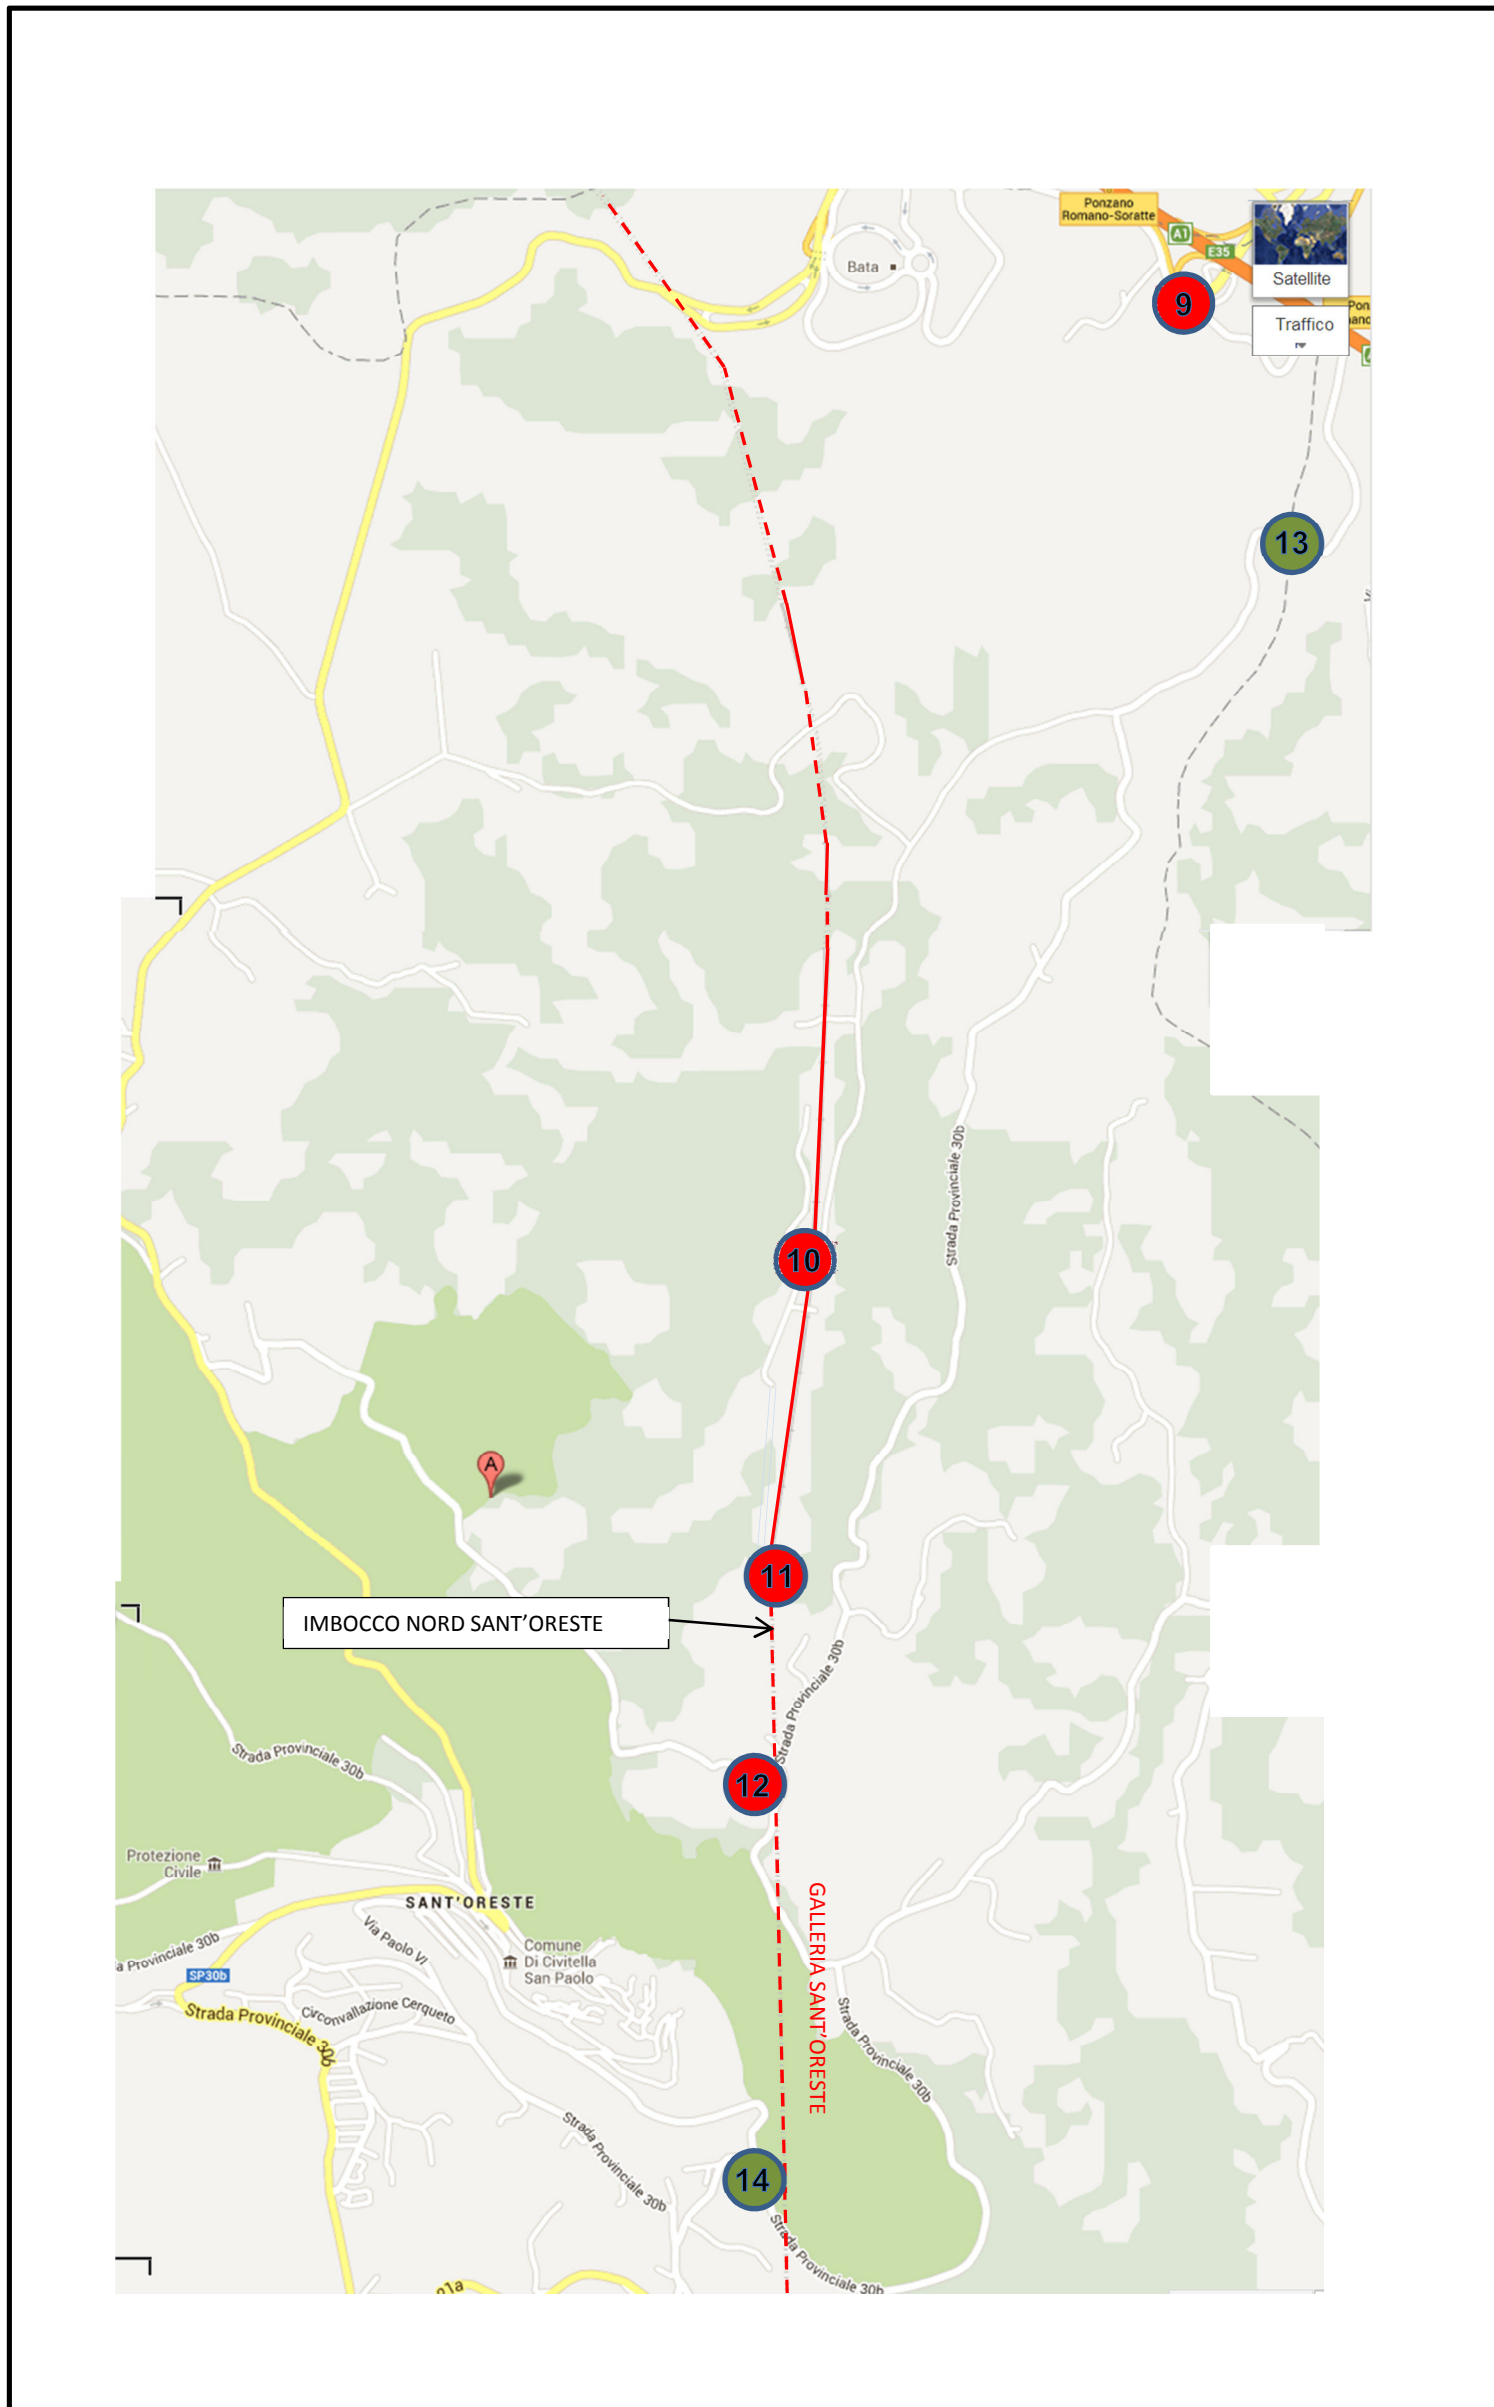 Ponzano
Romano-Soratte
A1
E35
Satellite
Traffico
Bata
9
13
10
Strada Provinciale 30b
A
11
IMBOCCO NORD SANT'ORESTE
Strada Provinciale 30b
12
Strada Provinciale 30b
Protezione
Civile
SANT'ORESTE
Via Paolo VI
Comune
Di Civitella
San Paolo
a Provinciale 30b
SP30b
Strada Provinciale 30b
Circonvallazione Cerqueto
GALLERIA SANT'ORESTE
Strada Provinciale 30b
Strada Provinciale 30b
14
Strada Provinciale 30b
01a